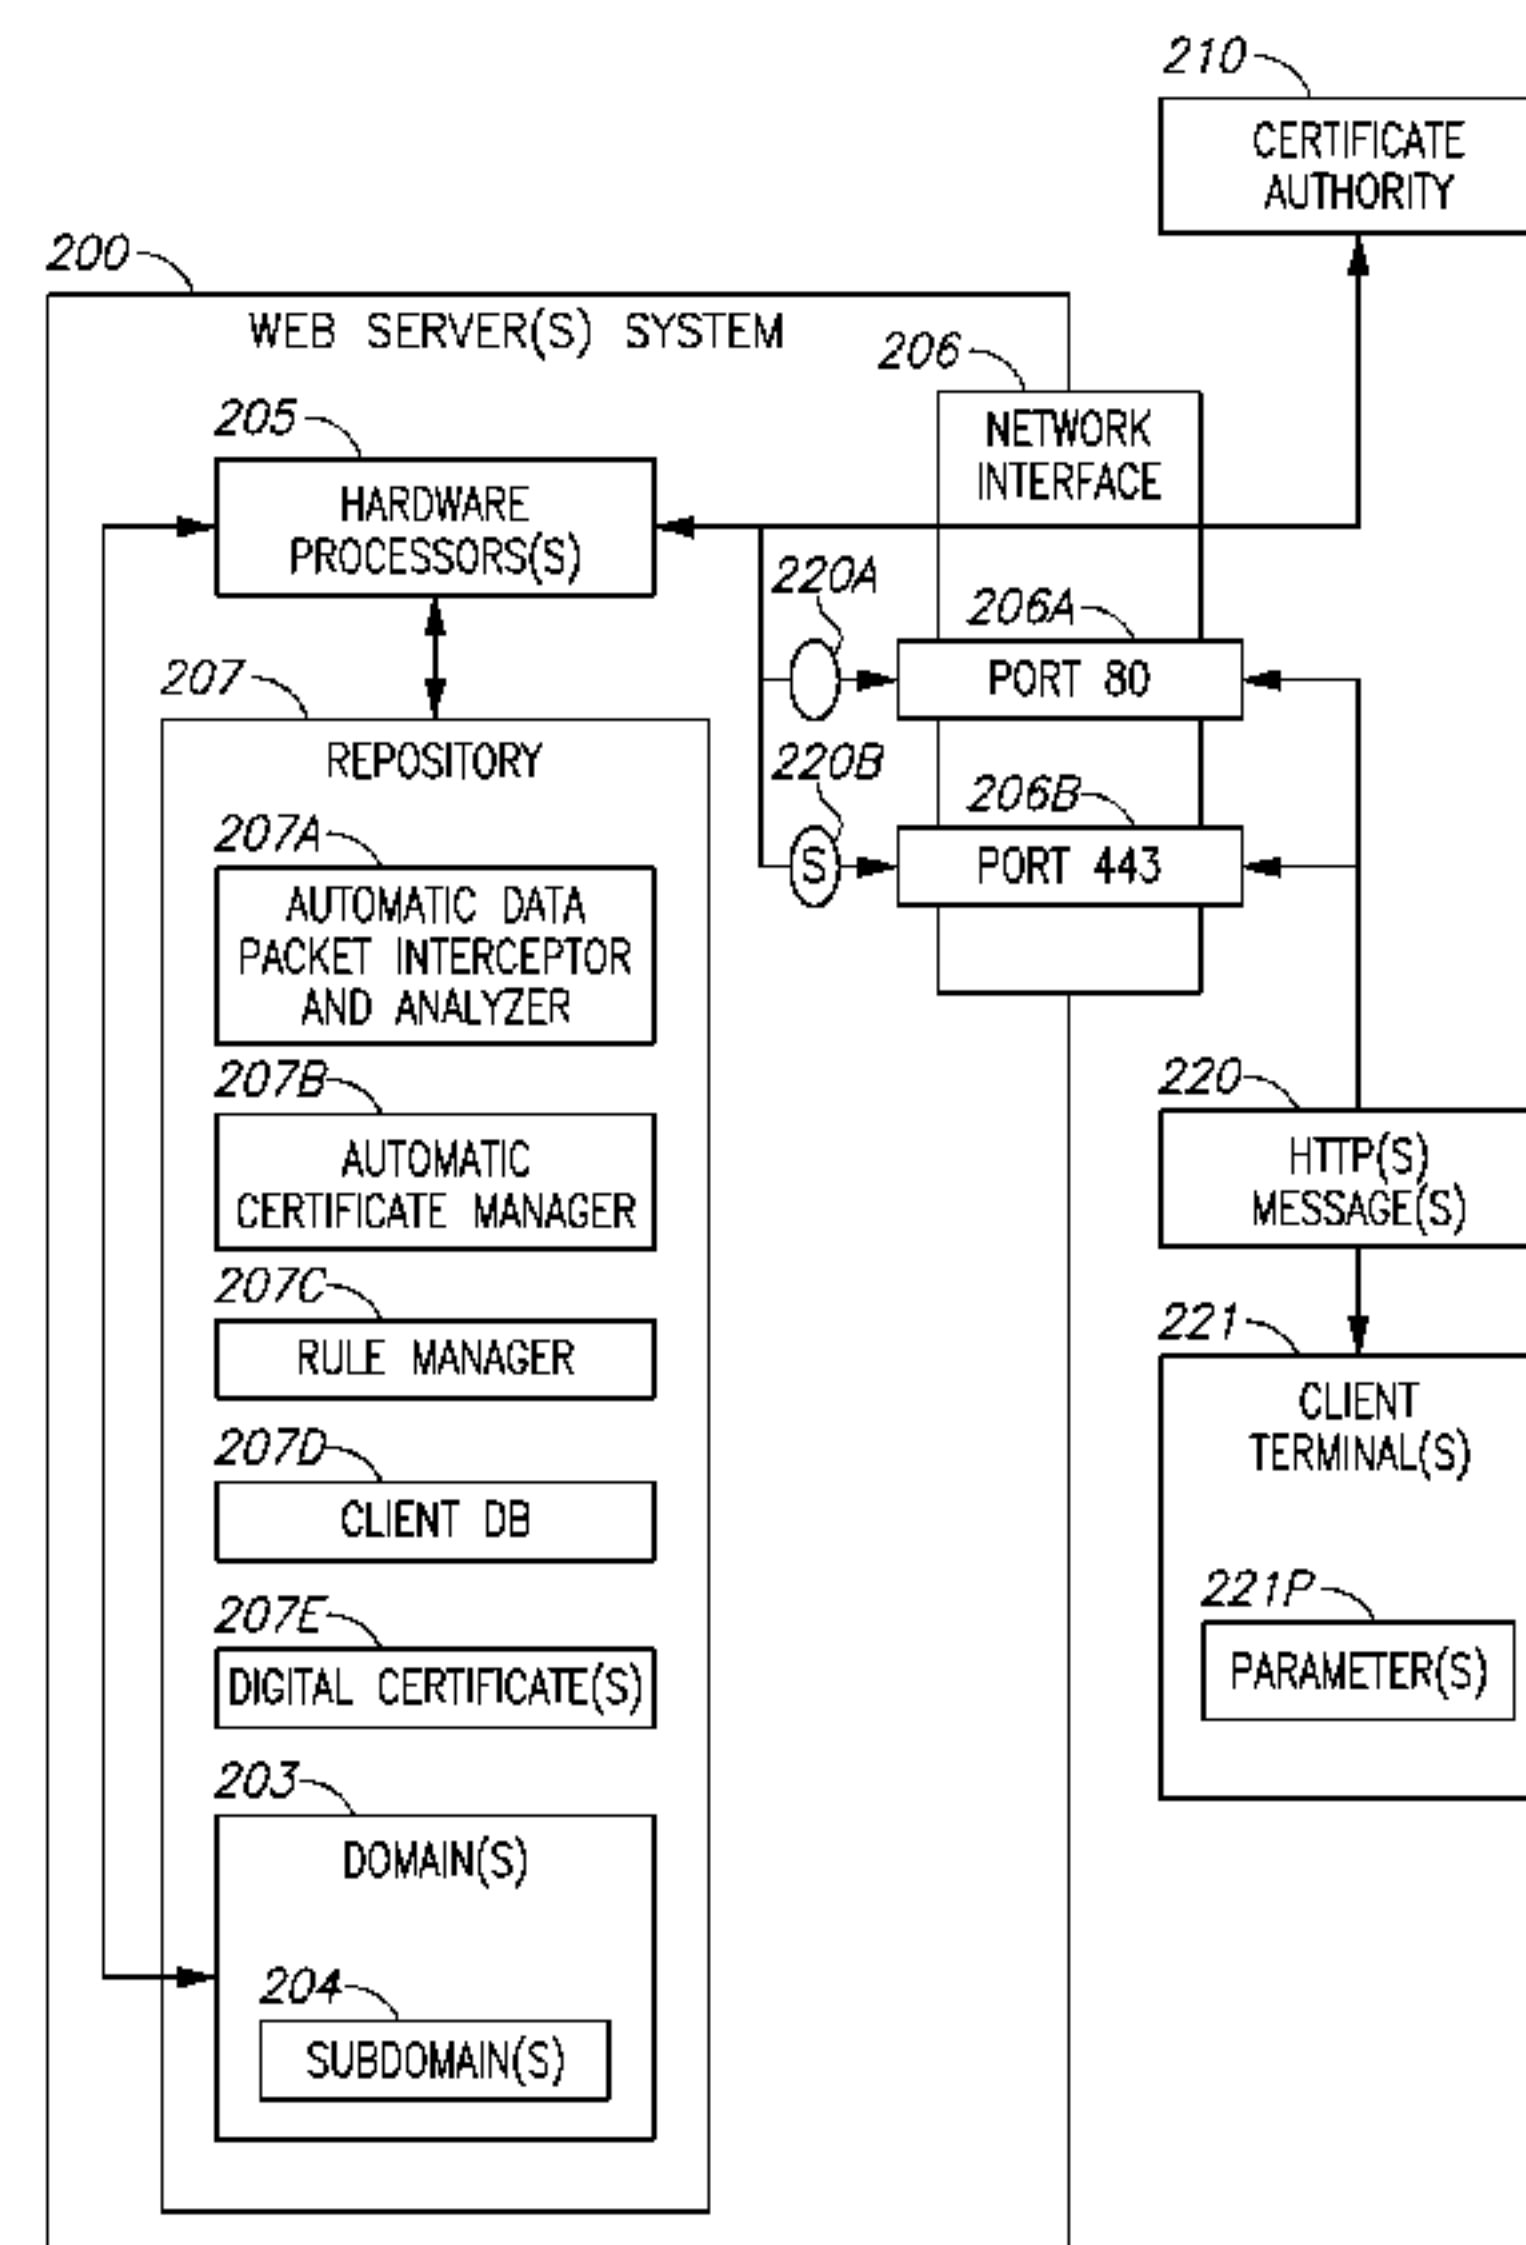 210
CERTIFICATE
AUTHORITY
200
WEB SERVER(S) SYSTEM
206
NETWORK
INTERFACE
205
HARDWARE
PROCESSORS(S)
220A
206A
PORT 80
220B
206B
S
PORT 443
207
REPOSITORY
207A
AUTOMATIC DATA
PACKET INTERCEPTOR
AND ANALYZER
207B
AUTOMATIC
CERTIFICATE MANAGER
207C
RULE MANAGER
207D
CLIENT DB
207E
DIGITAL CERTIFICATE(S)
203
DOMAIN(S)
204
SUBDOMAIN(S)
220
HTTP(S)
MESSAGE(S)
221
CLIENT
TERMINAL(S)
221P
PARAMETER(S)